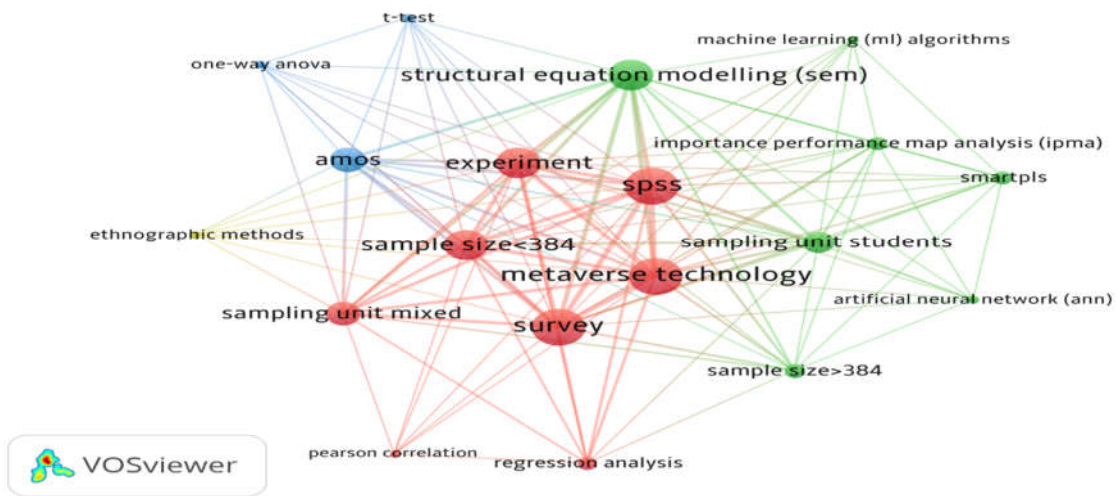 t-test
machine learning (ml) algorithms
one-way anova
structural equation modelling (sem)
importance performance map analysis (ipma)
amos
experiment
smartpls
spss
ethnographic methods
sample size<384
sampling unit students
metaverse technology
artificial neural network (ann)
sampling unit mixed
survey
sample size>384
pearson correlation
regression analysis
VOSviewer